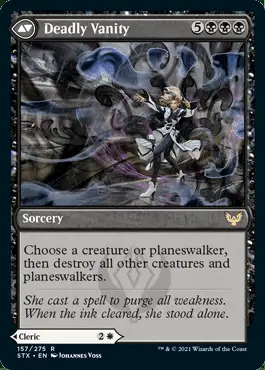 Deadly Vanity 5
Sorcery
Choose a creature or planeswalker,
then destroy all other creatures and
planeswalkers.
She cast a spell to purge all weakness.
When the ink cleared, she stood alone.
157/275 R
STX • EN Johannes Voss
™ & © 2021 Wizards of the Coast
Cleric 2